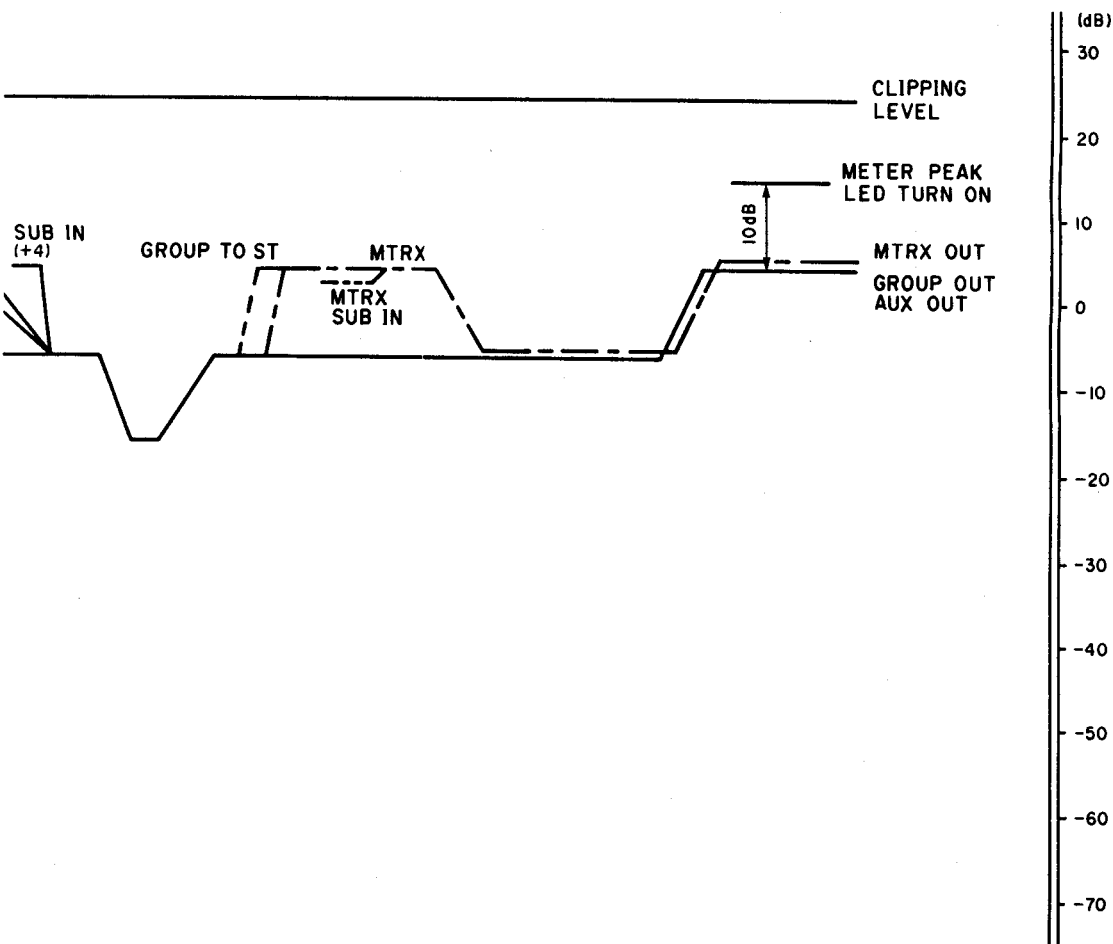 (dB)
30
CLIPPING
LEVEL
20
METER PEAK
LED TURN ON
10dB
10
SUB IN
(+4)
GROUP TO ST
MTRX
MTRX
SUB IN
MTRX OUT
GROUP OUT
AUX OUT
0
-10
-20
-30
-40
-50
-60
-70